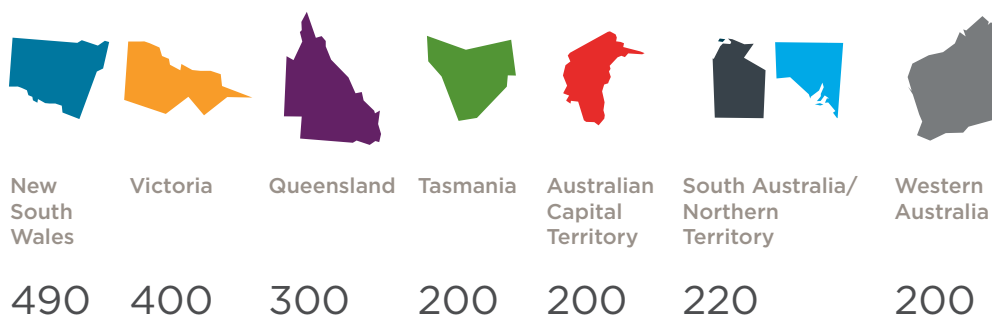 New
South
Wales
Victoria
Queensland
Tasmania
Australian
Capital
Territory
South Australia/
Northern
Territory
Western
Australia
490
400
300
200
200
220
200